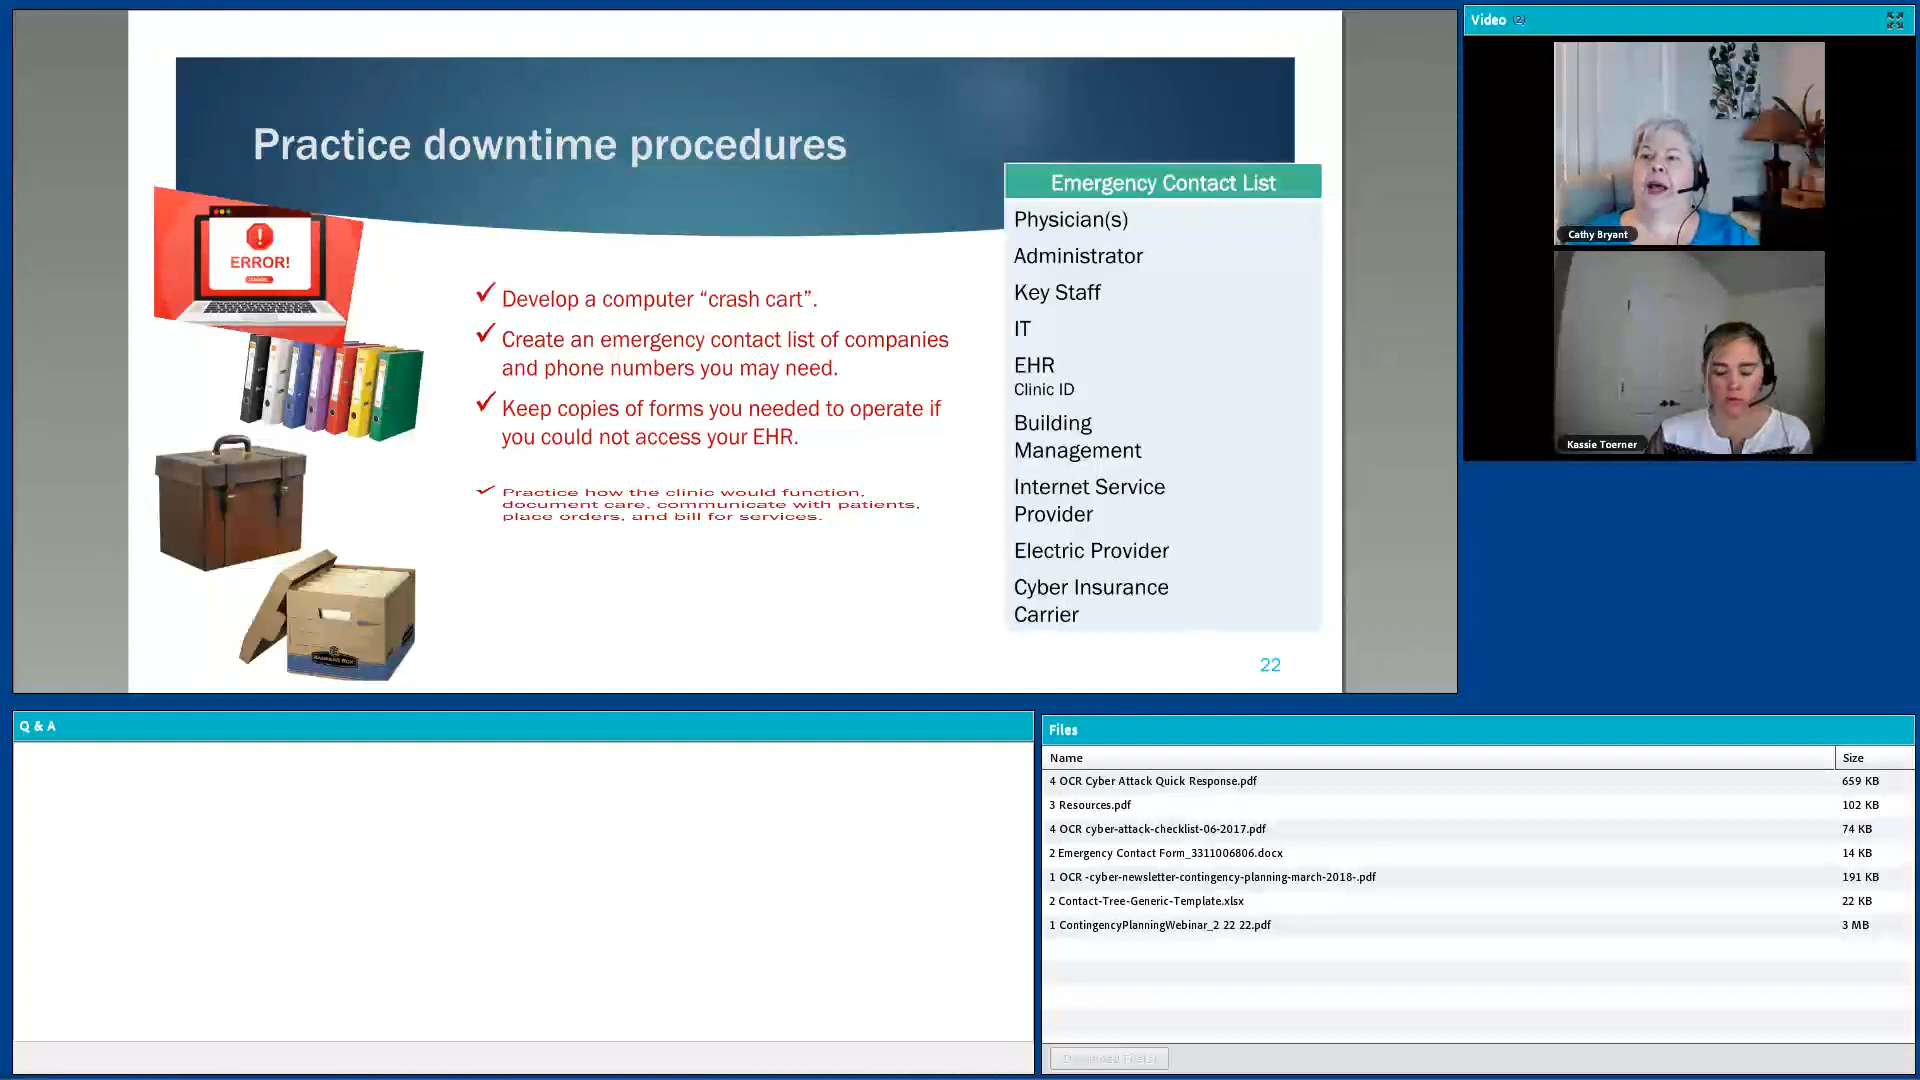 Practice downtime procedures
ERROR!
CANCEL
Develop a computer “crash cart”.
Create an emergency contact list of companies
and phone numbers you may need.
Keep copies of forms you needed to operate if
you could not access your EHR.
Practice how the clinic would function,
document care, communicate with patients,
place orders, and bill for services.
BANKERS BOX
Emergency Contact List
Physician(s)
Administrator
Key Staff
IT
EHR
Clinic ID
Building
Management
Internet Service
Provider
Electric Provider
Cyber Insurance
Carrier
22
Video (2)
Cathy Bryant
Kassie Toerner
Q & A
Files
Name Size
4 OCR Cyber Attack Quick Response.pdf 659 KB
3 Resources.pdf 102 KB
4 OCR cyber-attack-checklist-06-2017.pdf 74 KB
2 Emergency Contact Form_3311006806.docx 14 KB
1 OCR -cyber-newsletter-contingency-planning-march-2018-.pdf 191 KB
2 Contact-Tree-Generic-Template.xlsx 22 KB
1 ContingencyPlanningWebinar_2 22 22.pdf 3 MB
Download File(s)